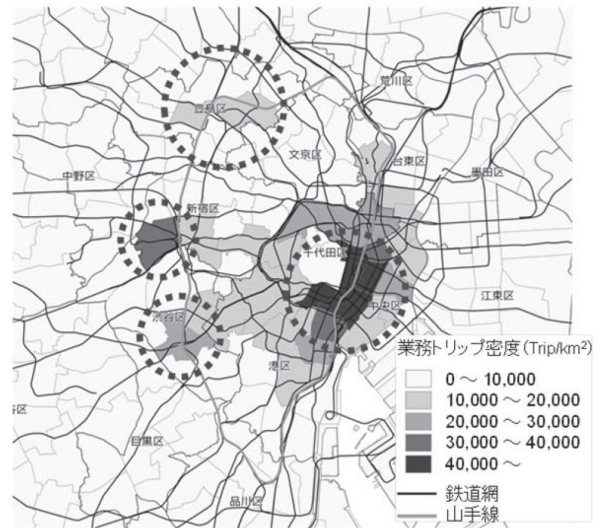 荒川区
豊島区
文京区
台東区
墨田区
中野区
新宿区
千代田区
江東区
中央区
渋谷区
港区
谷区
目黒区
品川区
業務トリップ密度(Trip/km²)
0 ～ 10,000
10,000 ～ 20,000
20,000 ～ 30,000
30,000 ～ 40,000
40,000 ～
鉄道網
山手線